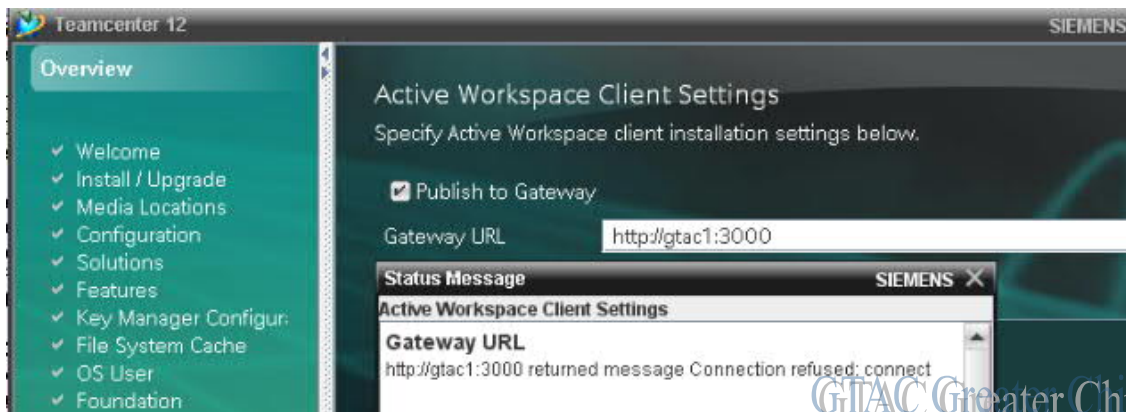 Teamcenter 12
SIEMENS
Overview
Welcome
Install / Upgrade
Media Locations
Configuration
Solutions
Features
Key Manager Configur
File System Cache
OS User
Foundation
Active Workspace Client Settings
Specify Active Workspace client installation settings below.
Publish to Gateway
Gateway URL
http://gtac1:3000
Status Message
SIEMENS
Active Workspace Client Settings
Gateway URL
http://gtac1:3000 returned message Connection refused: connect
GTAC Greater Chi